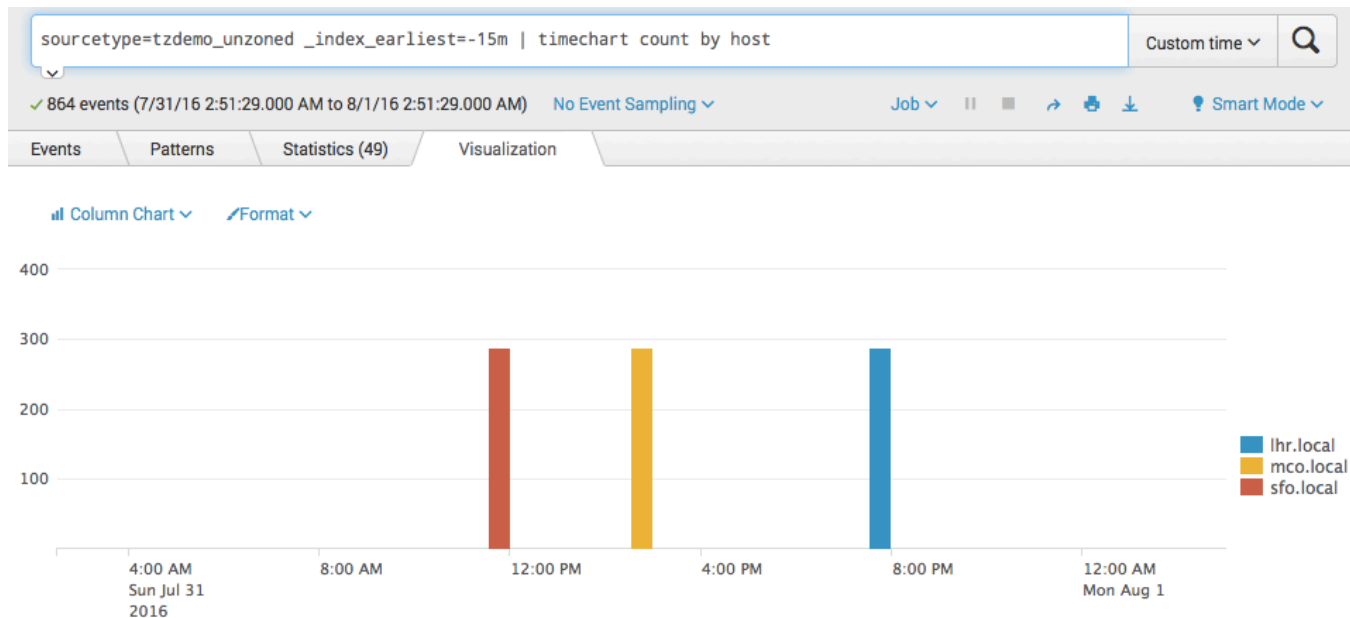 sourcetype=tzdemo_unzoned _index_earliest=-15m | timechart count by host
Custom time
864 events (7/31/16 2:51:29.000 AM to 8/1/16 2:51:29.000 AM)
No Event Sampling
Job
Smart Mode
Events
Patterns
Statistics (49)
Visualization
Column Chart
Format
400
300
200
100
lhr.local
mco.local
sfo.local
4:00 AM
Sun Jul 31
2016
8:00 AM
12:00 PM
4:00 PM
8:00 PM
12:00 AM
Mon Aug 1